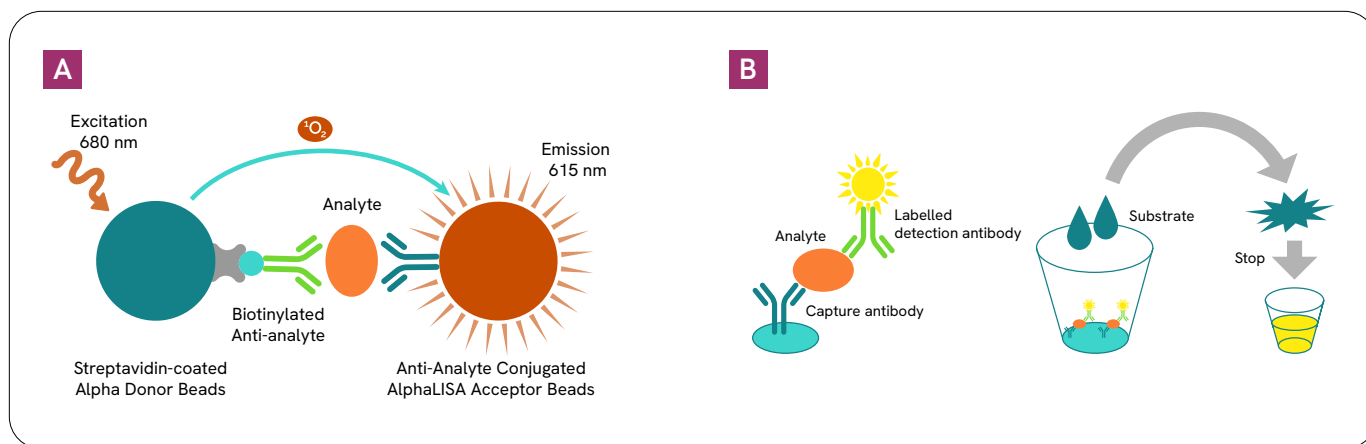 A
Excitation
680 nm
¹O₂
Emission
615 nm
Analyte
Biotinylated
Anti-analyte
Streptavidin-coated
Alpha Donor Beads
Anti-Analyte Conjugated
AlphaLISA Acceptor Beads
B
Labelled
detection antibody
Analyte
Capture antibody
Substrate
Stop